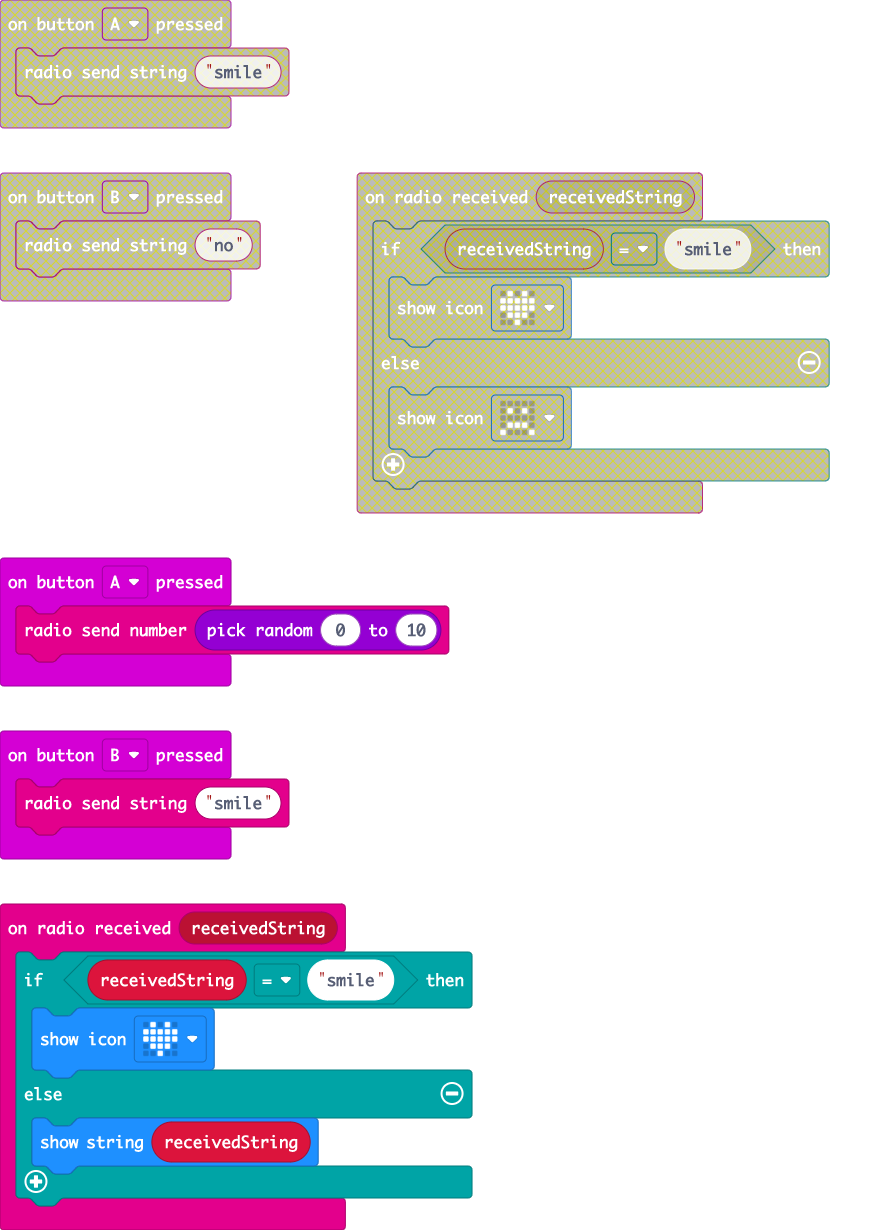 on button A pressed
radio send string "smile"
on button B pressed
radio send string "no"
on radio received receivedString
if receivedString = "smile" then
show icon
else
show icon
on button A pressed
radio send number pick random 0 to 10
on button B pressed
radio send string "smile"
on radio received receivedString
if receivedString = "smile" then
show icon
else
show string receivedString